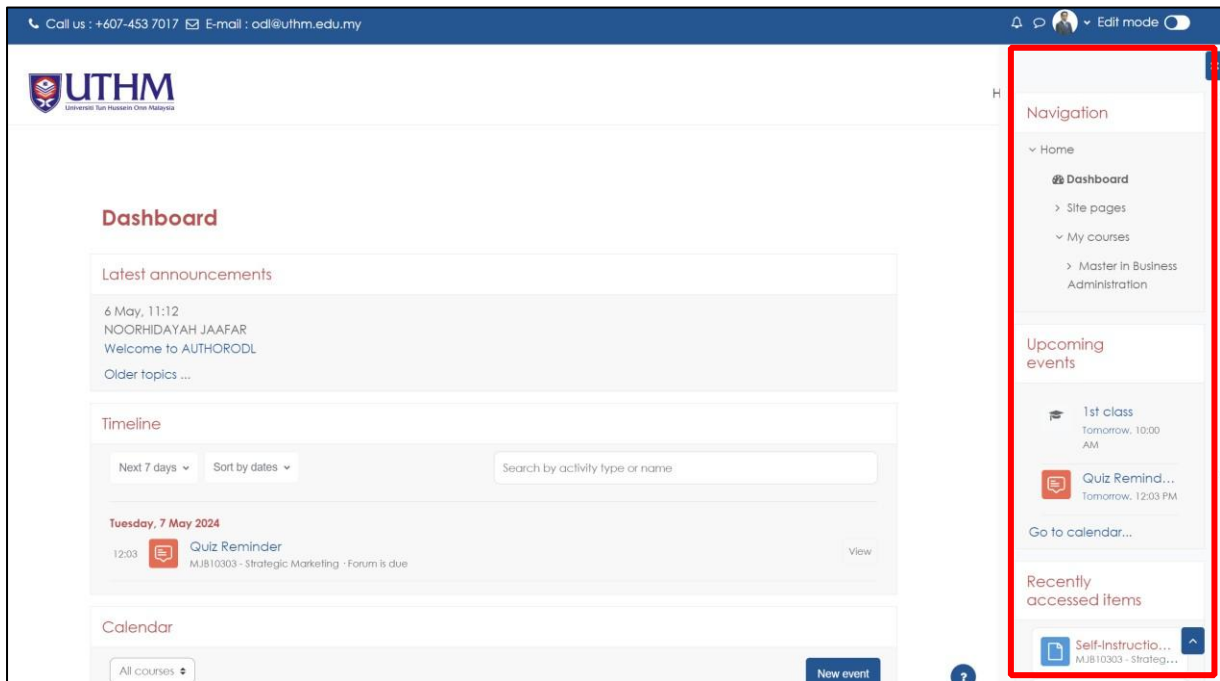 Call us : +607-453 7017 E-mail : odl@uthm.edu.my
Edit mode
UTHM
Universiti Tun Hussein Onn Malaysia
H
Dashboard
Latest announcements
6 May, 11:12
NOORHIDAYAH JAAFAR
Welcome to AUTHORODL
Older topics ...
Timeline
Next 7 days
Sort by dates
Search by activity type or name
Tuesday, 7 May 2024
12:03
Quiz Reminder
MJB10303 - Strategic Marketing · Forum is due
View
Calendar
All courses
New event
?
Navigation
Home
Dashboard
Site pages
My courses
Master in Business
Administration
Upcoming
events
1st class
Tomorrow, 10:00
AM
Quiz Remind...
Tomorrow, 12:03 PM
Go to calendar...
Recently
accessed items
Self-Instructio...
MJB10303 - Strateg...